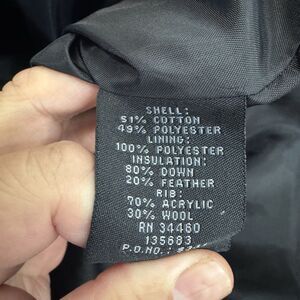 SHELL:
51% COTTON
49% POLYESTER
LINING:
100% POLYESTER
INSULATION:
80% DOWN
20% FEATHER
RIB:
70% ACRYLIC
30% WOOL
RN 34460
135683
P.O.NO.: